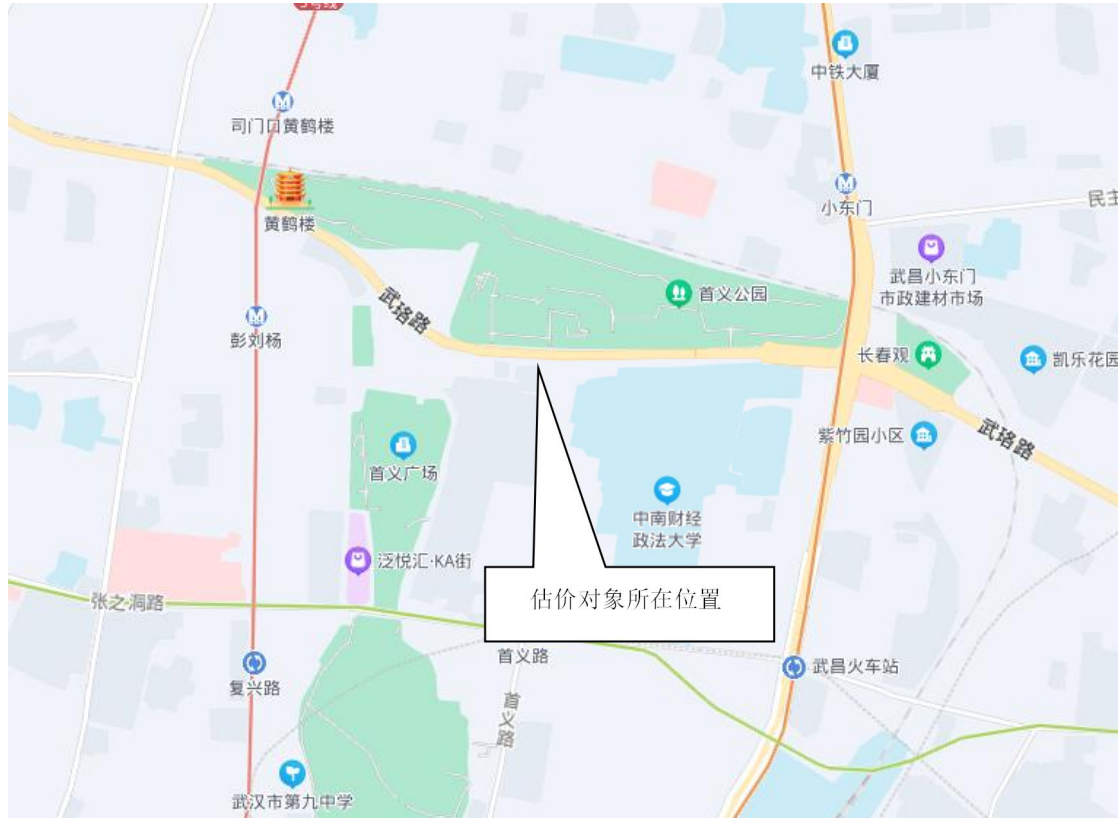 5号线
中铁大厦
司门口黄鹤楼
小东门
民主
黄鹤楼
武昌小东门
市政建材市场
首义公园
武珞路
彭刘杨
长春观
凯乐花园
紫竹园小区
武珞路
首义广场
中南财经
政法大学
泛悦汇·KA街
估价对象所在位置
张之洞路
首义路
武昌火车站
复兴路
首义路
武汉市第九中学